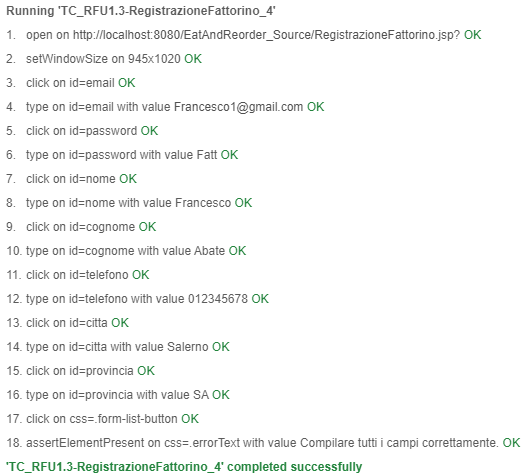 Running 'TC_RFU1.3-RegistrazioneFattorino_4'
1. open on http://localhost:8080/EatAndReorder_Source/RegistrazioneFattorino.jsp? OK
2. setWindowSize on 945x1020 OK
3. click on id=email OK
4. type on id=email with value Francesco1@gmail.com OK
5. click on id=password OK
6. type on id=password with value Fatt OK
7. click on id=nome OK
8. type on id=nome with value Francesco OK
9. click on id=cognome OK
10. type on id=cognome with value Abate OK
11. click on id=telefono OK
12. type on id=telefono with value 012345678 OK
13. click on id=citta OK
14. type on id=citta with value Salerno OK
15. click on id=provincia OK
16. type on id=provincia with value SA OK
17. click on css=.form-list-button OK
18. assertElementPresent on css=.errorText with value Compilare tutti i campi correttamente. OK
'TC_RFU1.3-RegistrazioneFattorino_4' completed successfully